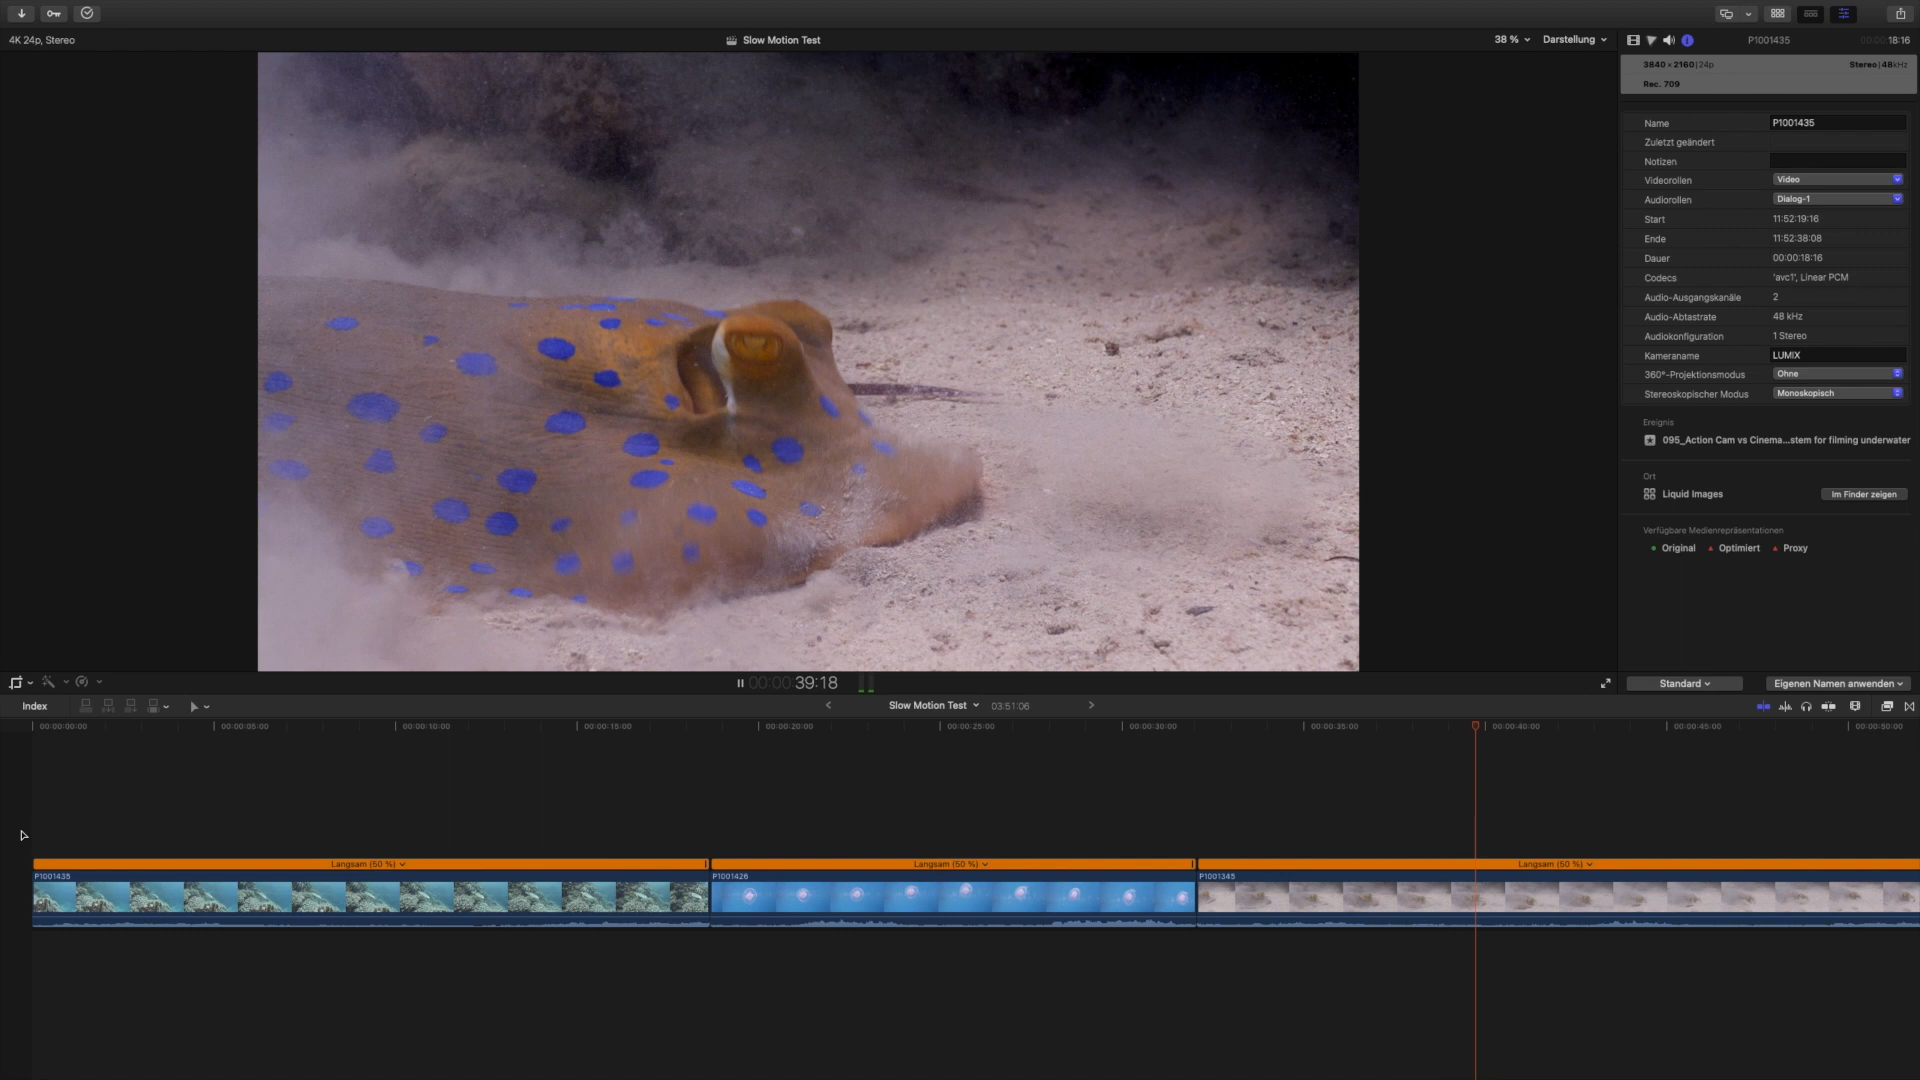 4K 24p, Stereo
Slow Motion Test
38 %
Darstellung
P1001435
00:00:18:16
3840 × 2160 | 24p
Stereo | 48kHz
Rec. 709
Name
P1001435
Zuletzt geändert
Notizen
Videorollen
Video
Audiorollen
Dialog-1
Start
11:52:19:16
Ende
11:52:38:08
Dauer
00:00:18:16
Codecs
'avc1', Linear PCM
Audio-Ausgangskanäle
2
Audio-Abtastrate
48 kHz
Audiokonfiguration
1 Stereo
Kameraname
LUMIX
360°-Projektionsmodus
Ohne
Stereoskopischer Modus
Monoskopisch
Ereignis
095_Action Cam vs Cinema...stem for filming underwater
Ort
Liquid Images
Im Finder zeigen
Verfügbare Medienrepräsentationen
Original
Optimiert
Proxy
00:00:39:18
Standard
Eigenen Namen anwenden
Index
Slow Motion Test
03:51:06
00:00:00:00
00:00:05:00
00:00:10:00
00:00:15:00
00:00:20:00
00:00:25:00
00:00:30:00
00:00:35:00
00:00:40:00
00:00:45:00
00:00:50:00
Langsam (50 %)
Langsam (50 %)
Langsam (50 %)
P1001435
P1001426
P1001345